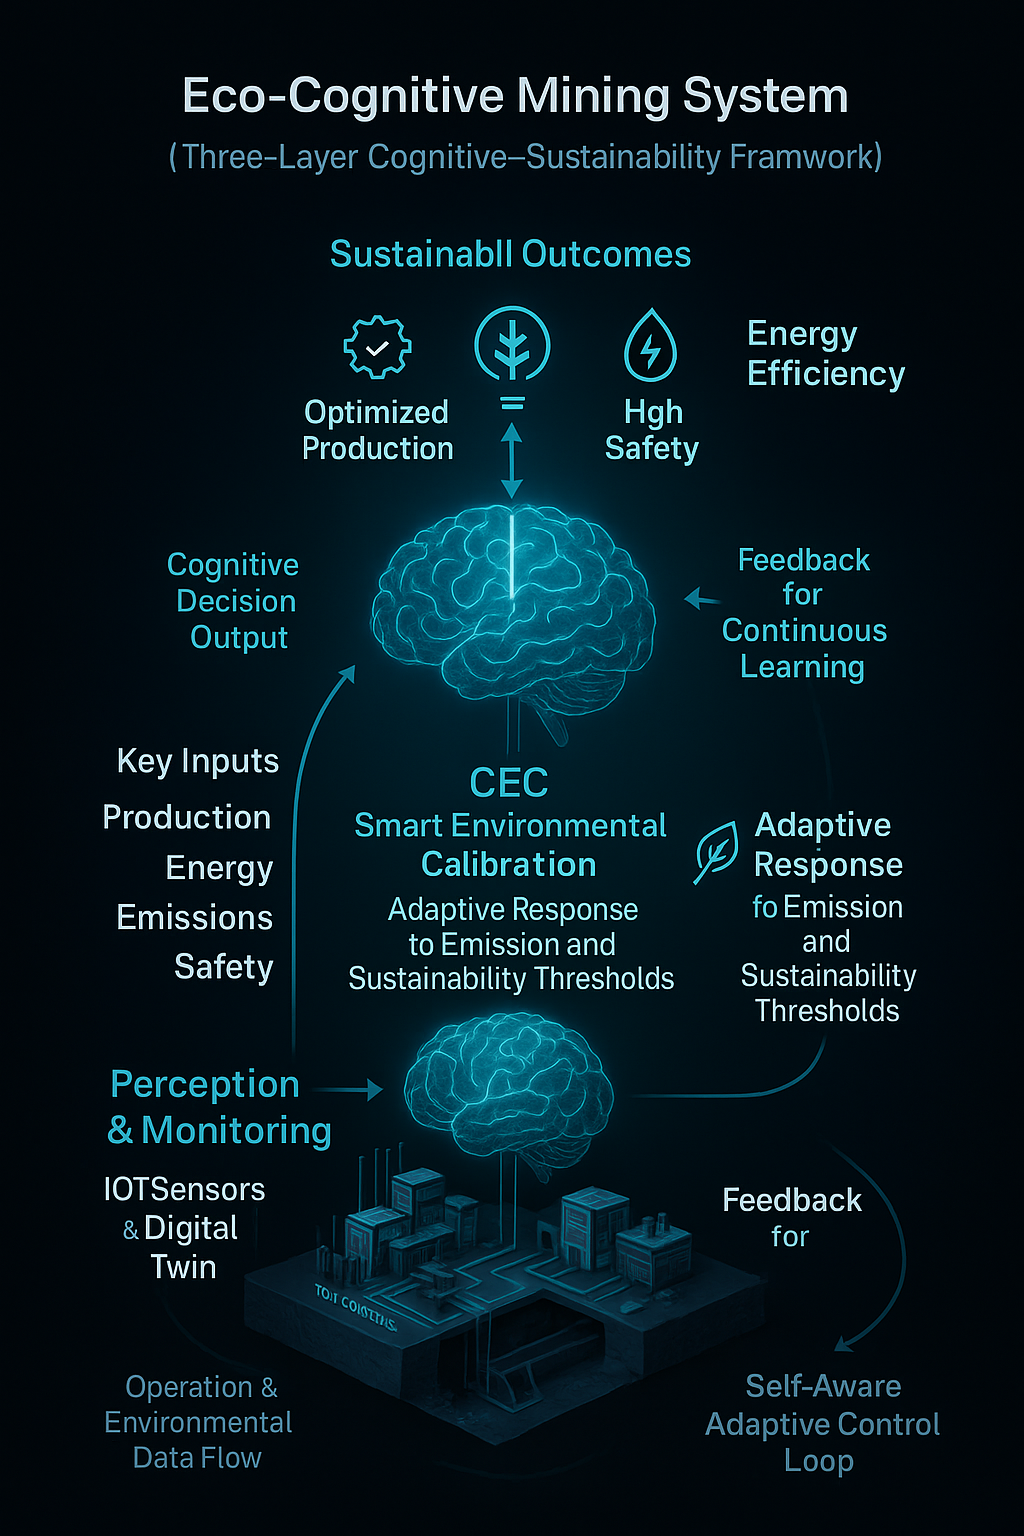 Eco-Cognitive Mining System
(Three-Layer Cognitive–Sustainability Framwork)
Sustainabll Outcomes
Optimized
Production
Hgh
Safety
Energy
Efficiency
Cognitive
Decision
Output
Feedback
for
Continuous
Learning
Key Inputs
Production
Energy
Emissions
Safety
CEC
Smart Environmental
Calibration
Adaptive Response
to Emission and
Sustainability Thresholds
Adaptive
Response
fo Emission
and
Sustainability
Thresholds
Perception
& Monitoring
IOTSensors
& Digital
Twin
Feedback
for
Operation &
Environmental
Data Flow
Self-Aware
Adaptive Control
Loop